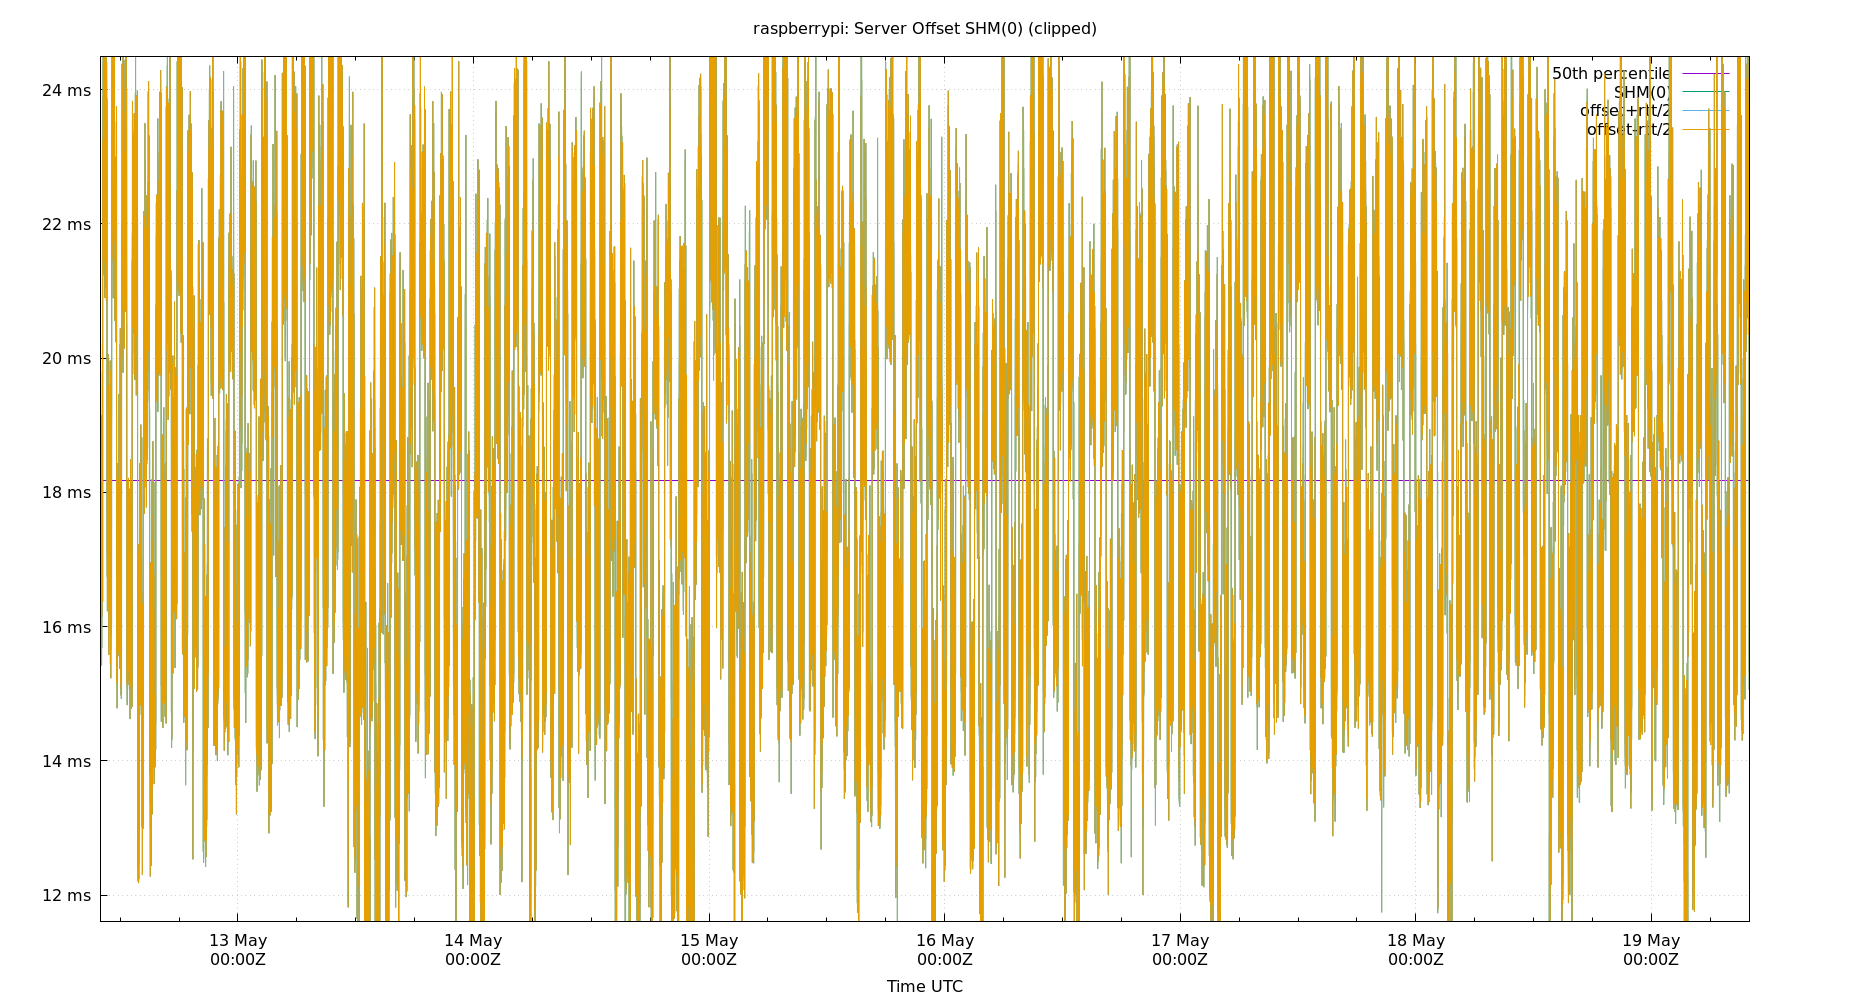 raspberrypi: Server Offset SHM(0) (clipped)
24 ms
22 ms
20 ms
18 ms
16 ms
14 ms
12 ms
50th percentile
SHM(0)
offset+rtt/2
offset-rtt/2
13 May 14 May 15 May 16 May 17 May 18 May 19 May
00:00Z 00:00Z 00:00Z 00:00Z 00:00Z 00:00Z 00:00Z
Time UTC